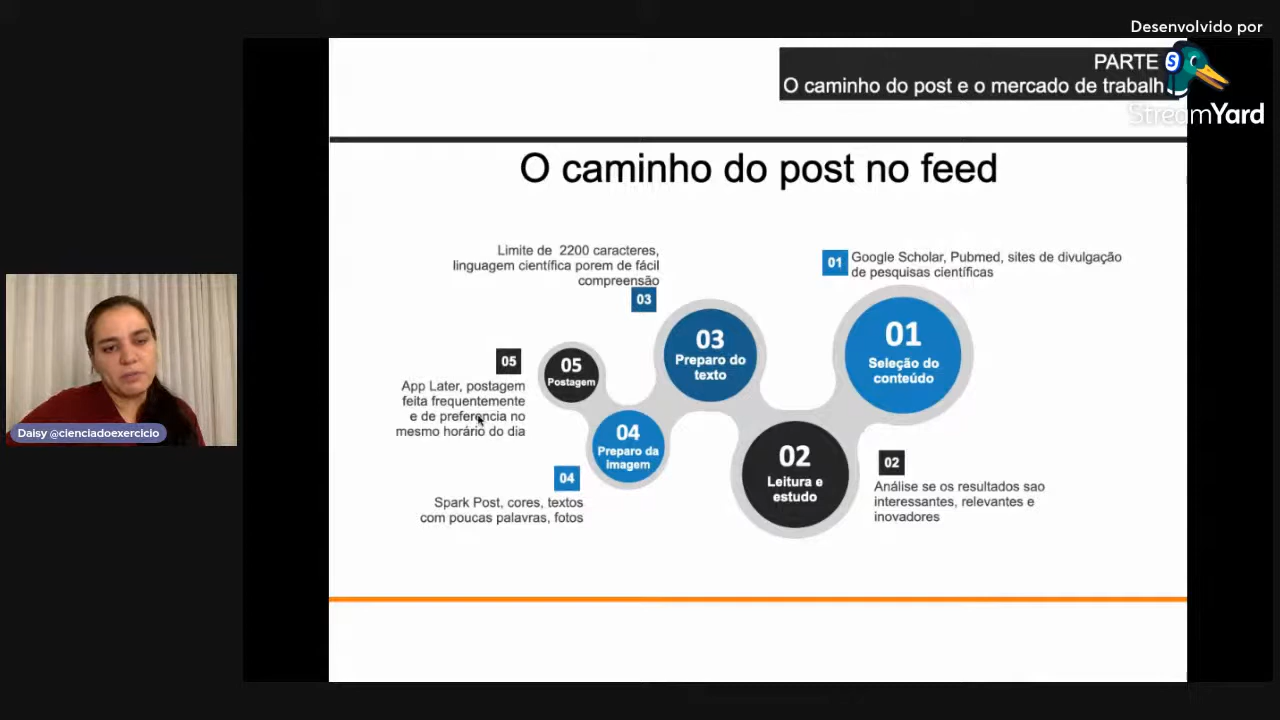 Desenvolvido por
StreamYard
PARTE
O caminho do post e o mercado de trabalh
O caminho do post no feed
01
Google Scholar, Pubmed, sites de divulgação
de pesquisas científicas
01
Seleção do
conteúdo
02
Análise se os resultados sao
interessantes, relevantes e
inovadores
02
Leitura e
estudo
Limite de 2200 caracteres,
linguagem científica porem de fácil
compreensão
03
03
Preparo do
texto
04
Spark Post, cores, textos
com poucas palavras, fotos
04
Preparo da
imagem
05
App Later, postagem
feita frequentemente
e de preferencia no
mesmo horário do dia
05
Postagem
Daisy @cienciadoexercicio